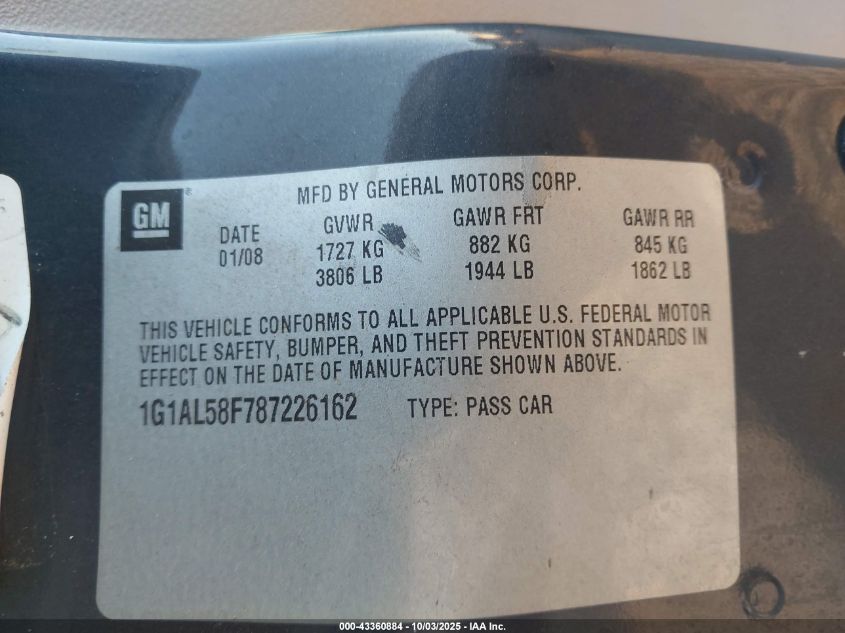 GM ®
MFD BY GENERAL MOTORS CORP.
DATE GVWR GAWR FRT GAWR RR
01/08 1727 KG 882 KG 845 KG
3806 LB 1944 LB 1862 LB
THIS VEHICLE CONFORMS TO ALL APPLICABLE U.S. FEDERAL MOTOR
VEHICLE SAFETY, BUMPER, AND THEFT PREVENTION STANDARDS IN
EFFECT ON THE DATE OF MANUFACTURE SHOWN ABOVE.
1G1AL58F787226162 TYPE: PASS CAR
000-43360884 - 10/03/2025 - IAA Inc.